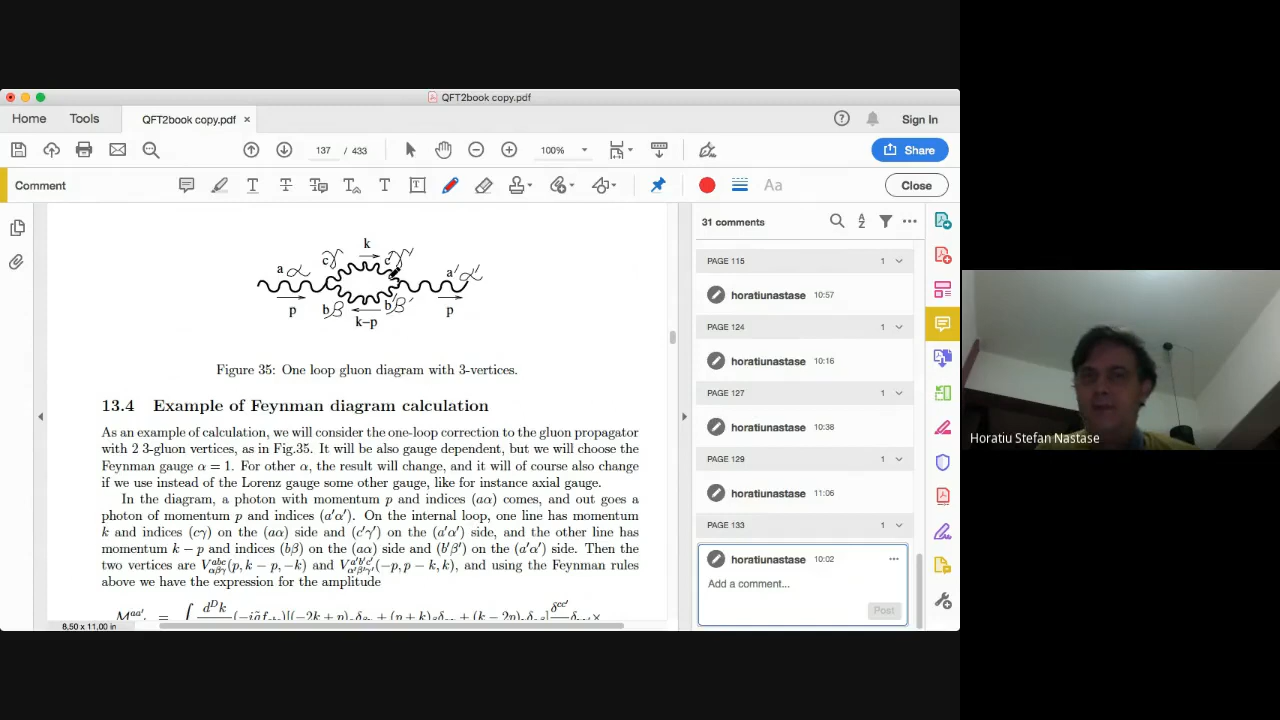 QFT2book copy.pdf
Home Tools QFT2book copy.pdf × Sign In
137 / 433 100% Share
Comment Aa Close
31 comments
k
a α cγ c'γ' a'α'
p bβ b'β' p
k−p
Figure 35: One loop gluon diagram with 3-vertices.
13.4 Example of Feynman diagram calculation
As an example of calculation, we will consider the one-loop correction to the gluon propagator
with 2 3-gluon vertices, as in Fig.35. It will be also gauge dependent, but we will choose the
Feynman gauge α = 1. For other α, the result will change, and it will of course also change
if we use instead of the Lorenz gauge some other gauge, like for instance axial gauge.
In the diagram, a photon with momentum p and indices (aα) comes, and out goes a
photon of momentum p and indices (a'α'). On the internal loop, one line has momentum
k and indices (cγ) on the (aα) side and (c'γ') on the (a'α') side, and the other line has
momentum k − p and indices (bβ) on the (aα) side and (b'β') on the (a'α') side. Then the
two vertices are V^{abc}_{αβγ}(p, k − p, −k) and V^{a'b'c'}_{α'β'γ'}(−p, p − k, k), and using the Feynman rules
above we have the expression for the amplitude
8,50 x 11,00 in
PAGE 115 1
horatiunastase 10:57
PAGE 124 1
horatiunastase 10:16
PAGE 127 1
horatiunastase 10:38
PAGE 129 1
horatiunastase 11:06
PAGE 133 1
horatiunastase 10:02
Add a comment...
Post
Horatiu Stefan Nastase